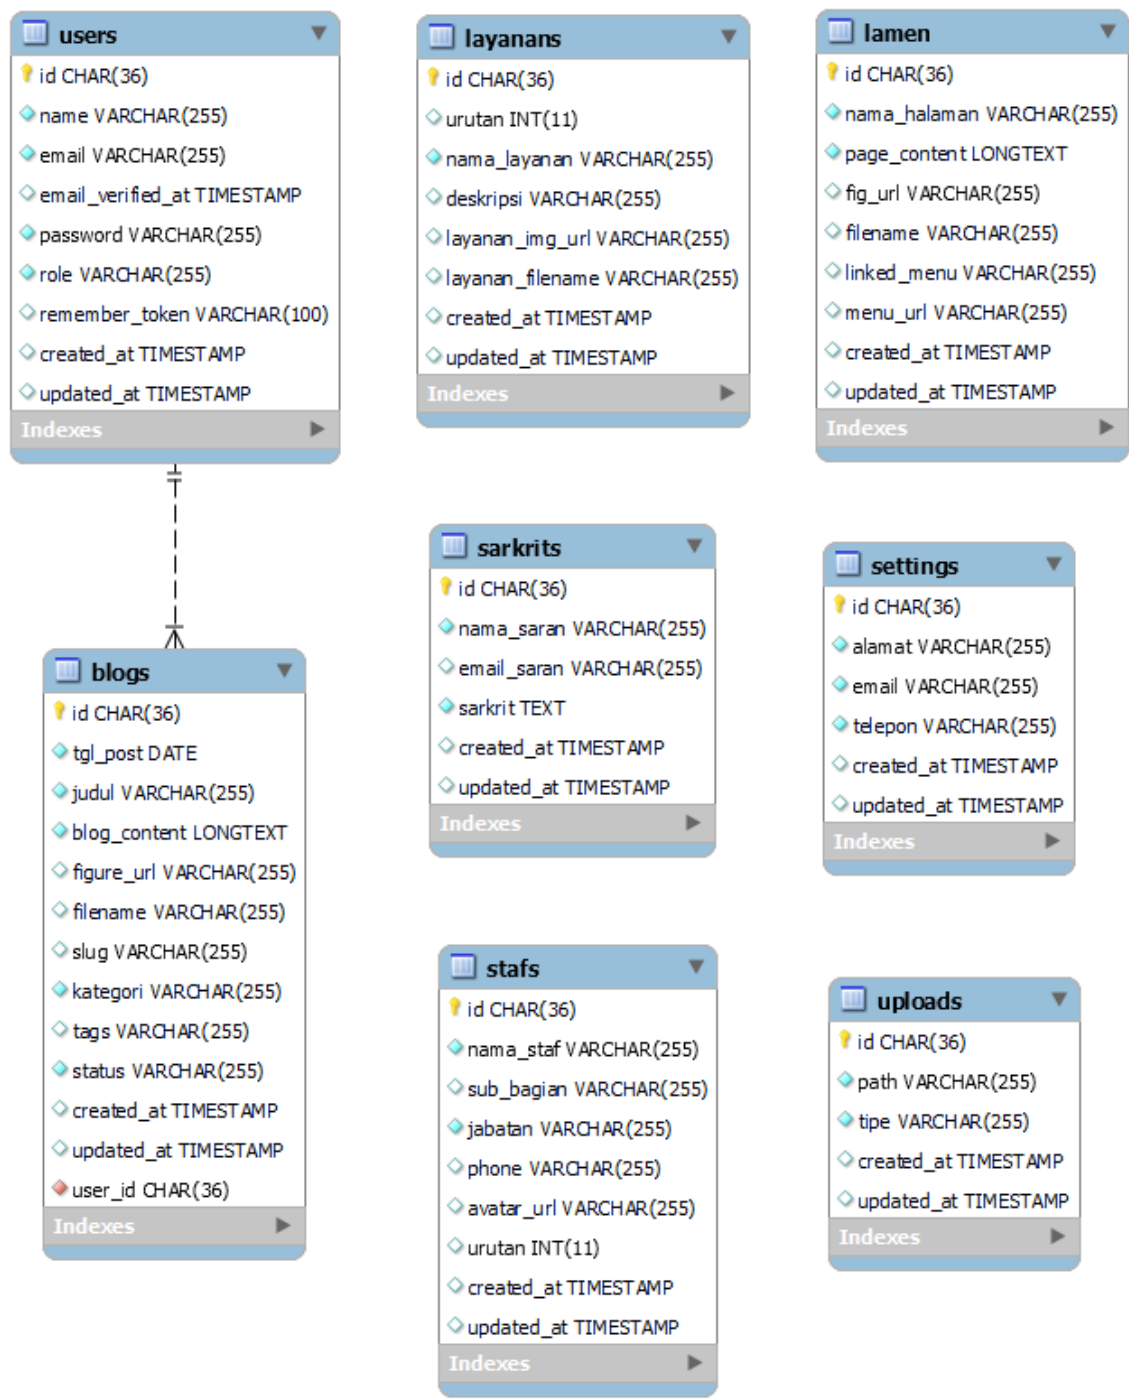 users
id CHAR(36)
name VARCHAR(255)
email VARCHAR(255)
email_verified_at TIMESTAMP
password VARCHAR(255)
role VARCHAR(255)
remember_token VARCHAR(100)
created_at TIMESTAMP
updated_at TIMESTAMP
Indexes
layanans
id CHAR(36)
urutan INT(11)
nama_layanan VARCHAR(255)
deskripsi VARCHAR(255)
layanan_img_url VARCHAR(255)
layanan_filename VARCHAR(255)
created_at TIMESTAMP
updated_at TIMESTAMP
Indexes
lamen
id CHAR(36)
nama_halaman VARCHAR(255)
page_content LONGTEXT
fig_url VARCHAR(255)
filename VARCHAR(255)
linked_menu VARCHAR(255)
menu_url VARCHAR(255)
created_at TIMESTAMP
updated_at TIMESTAMP
Indexes
blogs
id CHAR(36)
tgl_post DATE
judul VARCHAR(255)
blog_content LONGTEXT
figure_url VARCHAR(255)
filename VARCHAR(255)
slug VARCHAR(255)
kategori VARCHAR(255)
tags VARCHAR(255)
status VARCHAR(255)
created_at TIMESTAMP
updated_at TIMESTAMP
user_id CHAR(36)
Indexes
sarkrits
id CHAR(36)
nama_saran VARCHAR(255)
email_saran VARCHAR(255)
sarkrit TEXT
created_at TIMESTAMP
updated_at TIMESTAMP
Indexes
settings
id CHAR(36)
alamat VARCHAR(255)
email VARCHAR(255)
telepon VARCHAR(255)
created_at TIMESTAMP
updated_at TIMESTAMP
Indexes
stafs
id CHAR(36)
nama_staf VARCHAR(255)
sub_bagian VARCHAR(255)
jabatan VARCHAR(255)
phone VARCHAR(255)
avatar_url VARCHAR(255)
urutan INT(11)
created_at TIMESTAMP
updated_at TIMESTAMP
Indexes
uploads
id CHAR(36)
path VARCHAR(255)
tipe VARCHAR(255)
created_at TIMESTAMP
updated_at TIMESTAMP
Indexes